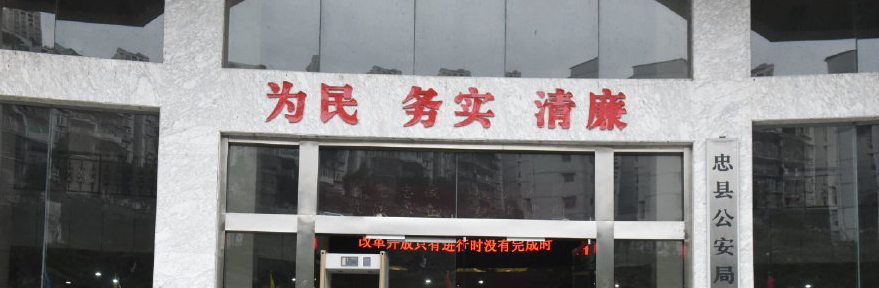 为民 务实 清廉
忠县公安局
改革开放只有进行时没有完成时